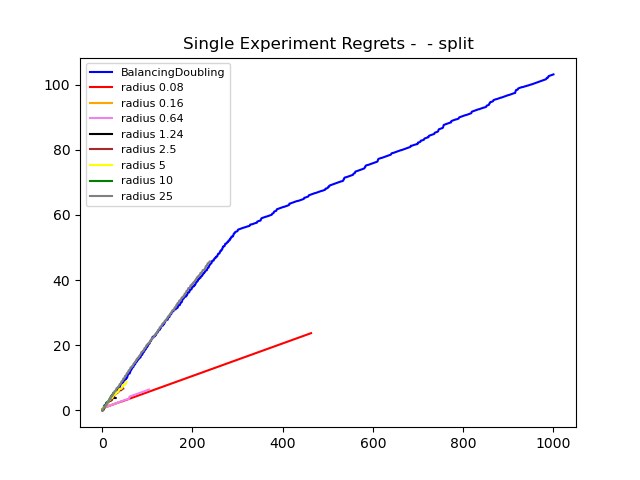 Single Experiment Regrets -  - split
BalancingDoubling
radius 0.08
radius 0.16
radius 0.64
radius 1.24
radius 2.5
radius 5
radius 10
radius 25
100
80
60
40
20
0
0 200 400 600 800 1000